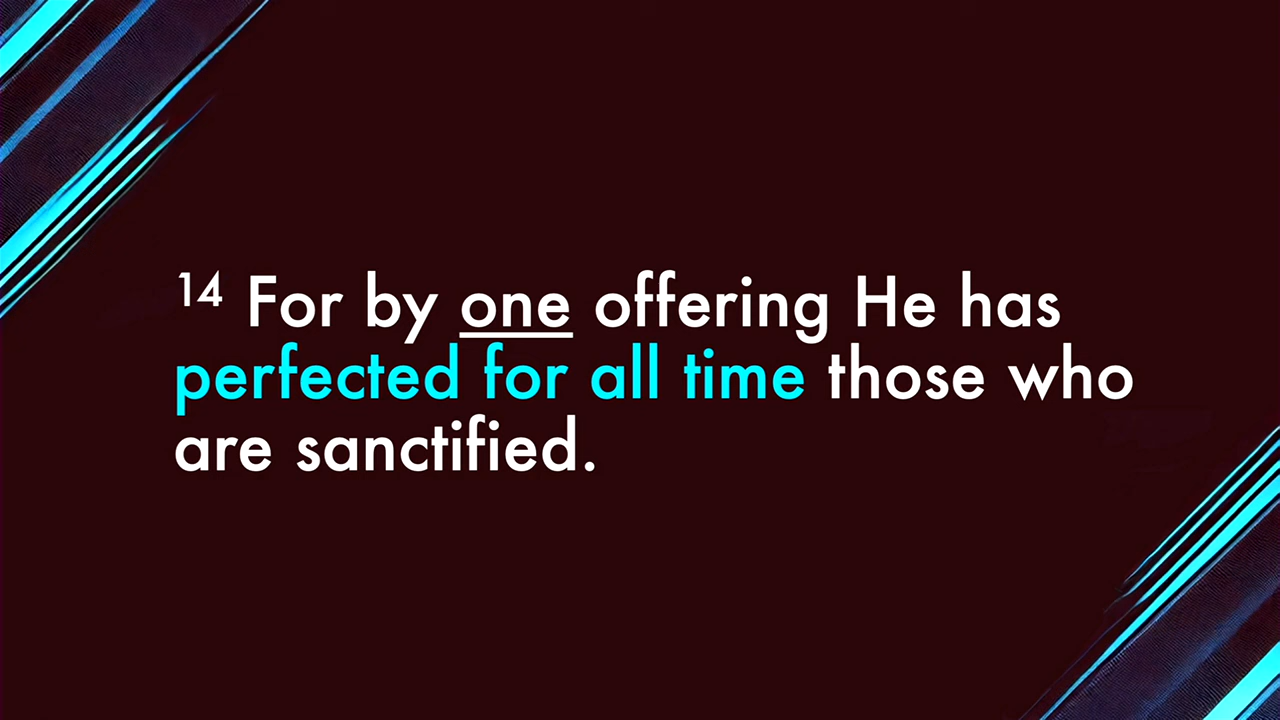 14 For by one offering He has
perfected for all time those who
are sanctified.